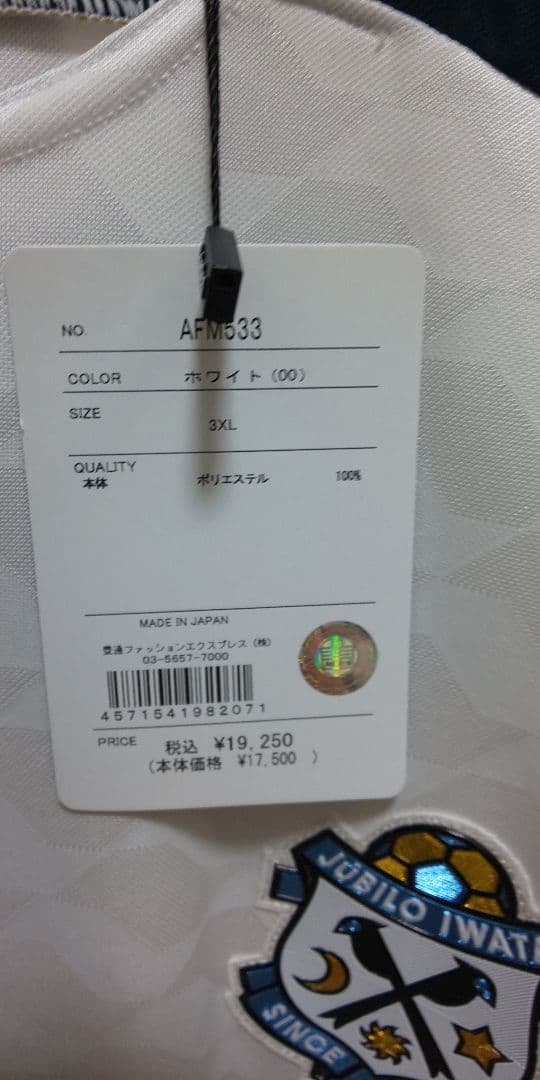 NO. AFM533
COLOR ホワイト (00)
SIZE 3XL
QUALITY
本体 ポリエステル 100%
MADE IN JAPAN
豊通ファッションエクスプレス (株)
03-5657-7000
4571541982071
PRICE 税込 ¥19,250
(本体価格 ¥17,500 )
JÚBILO IWATA
SINCE